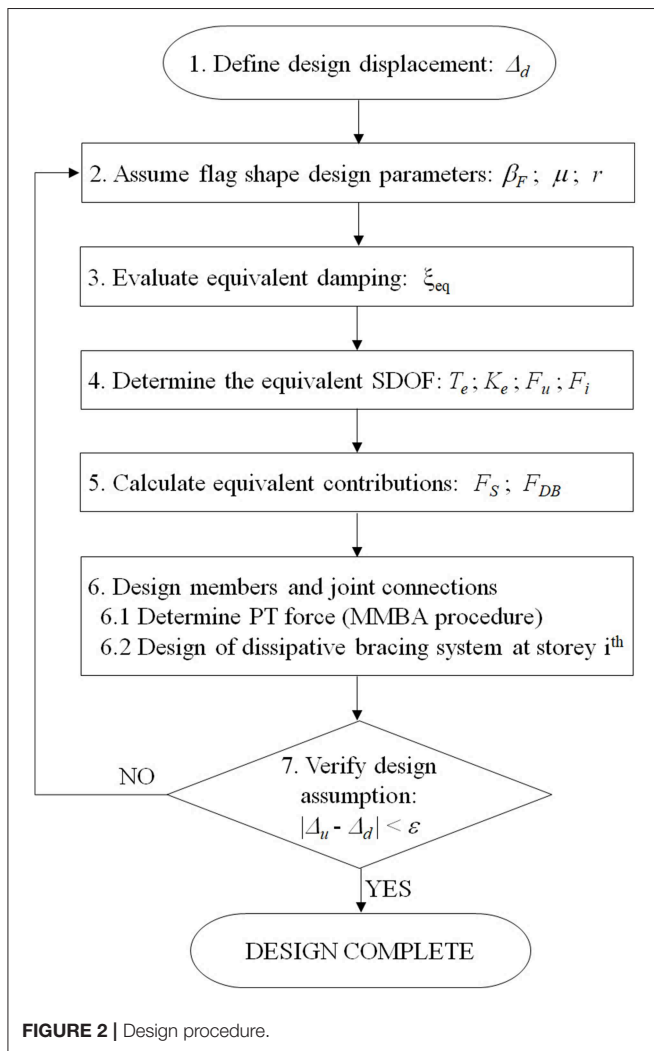 1. Define design displacement: Δd
2. Assume flag shape design parameters: βF ; μ ; r
3. Evaluate equivalent damping: ξeq
4. Determine the equivalent SDOF: Te ; Ke ; Fu ; Fi
5. Calculate equivalent contributions: FS ; FDB
6. Design members and joint connections
6.1 Determine PT force (MMBA procedure)
6.2 Design of dissipative bracing system at storey ith
NO
7. Verify design
assumption:
|Δu - Δd| < ε
YES
DESIGN COMPLETE
FIGURE 2 | Design procedure.